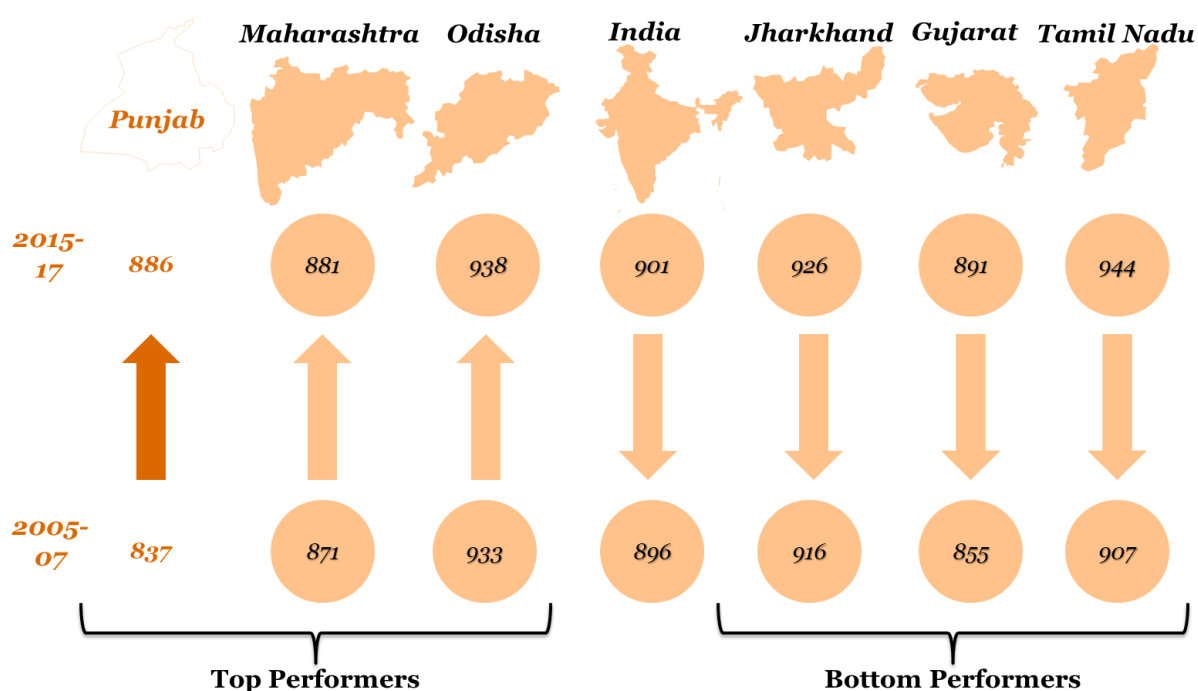 Maharashtra Odisha India Jharkhand Gujarat Tamil Nadu
Punjab
2015-
17
886 881 938 901 926 891 944
2005-
07
837 871 933 896 916 855 907
Top Performers Bottom Performers